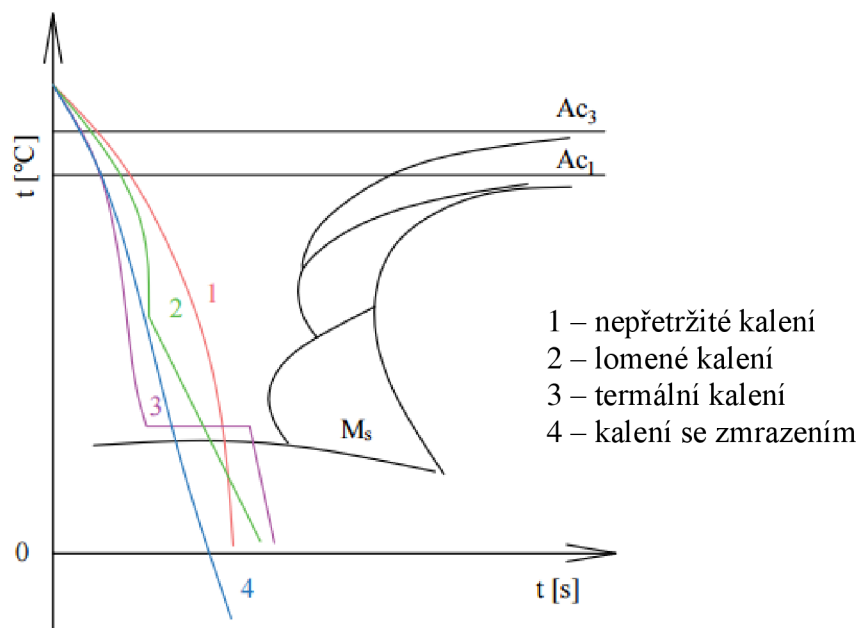 Ac₃
Ac₁
t [°C]
1
2
3
Mₛ
1 – nepřetržité kalení
2 – lomené kalení
3 – termální kalení
4 – kalení se zmrazením
0
4
t [s]